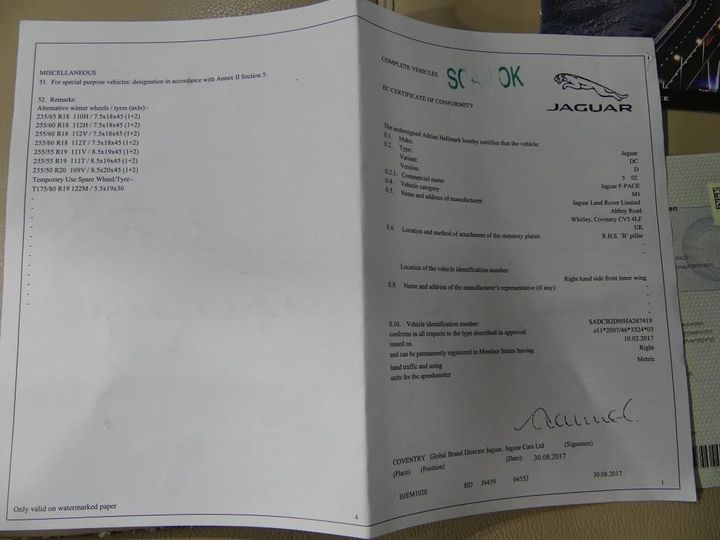 MISCELLANEOUS
51. For special purpose vehicles: designation in accordance with Annex II Section 5:
52. Remarks:
Alternative winter wheels / tyres (axle):-
235/65 R18 110H / 7.5x18x45 (1+2)
255/60 R18 112H / 7.5x18x45 (1+2)
255/60 R18 112V / 7.5x18x45 (1+2)
255/60 R18 112T / 7.5x18x45 (1+2)
255/55 R19 111V / 8.5x19x45 (1+2)
255/55 R19 111T / 8.5x19x45 (1+2)
255/50 R20 109V / 8.5x20x45 (1+2)
Temporary Use Spare Wheel/Tyre:-
T175/80 R19 122M / 5.5x19x30
Only valid on watermarked paper
4
COMPLETE VEHICLES
OK
EC CERTIFICATE OF CONFORMITY
JAGUAR
The undersigned Adrian Hallmark hereby certifies that the vehicle:
0.1. Make: Jaguar
0.2. Type: DC
Variant: D
Version: 5 02
0.2.1. Commercial name: Jaguar F-PACE
0.4. Vehicle category: M1
0.5. Name and address of manufacturer: Jaguar Land Rover Limited
Abbey Road
Whitley, Coventry CV3 4LF
UK
0.6. Location and method of attachment of the statutory plates: R.H.S. "B" pillar
Location of the vehicle identification number: Right hand side front inner wing
0.9. Name and address of the manufacturer's representative (if any):
0.10. Vehicle identification number: SADCB2DN9IA267419
conforms in all respects to the type described in approval e11*2007/46*3324*03
issued on 10.02.2017
and can be permanently registered in Member States having Right
hand traffic and using Metric
units for the speedometer
COVENTRY Global Brand Director Jaguar. Jaguar Cars Ltd. (Signature)
(Place) (Position) (Date) 30.08.2017
HJEM1020 BD J9439 04552 30.08.2017
1